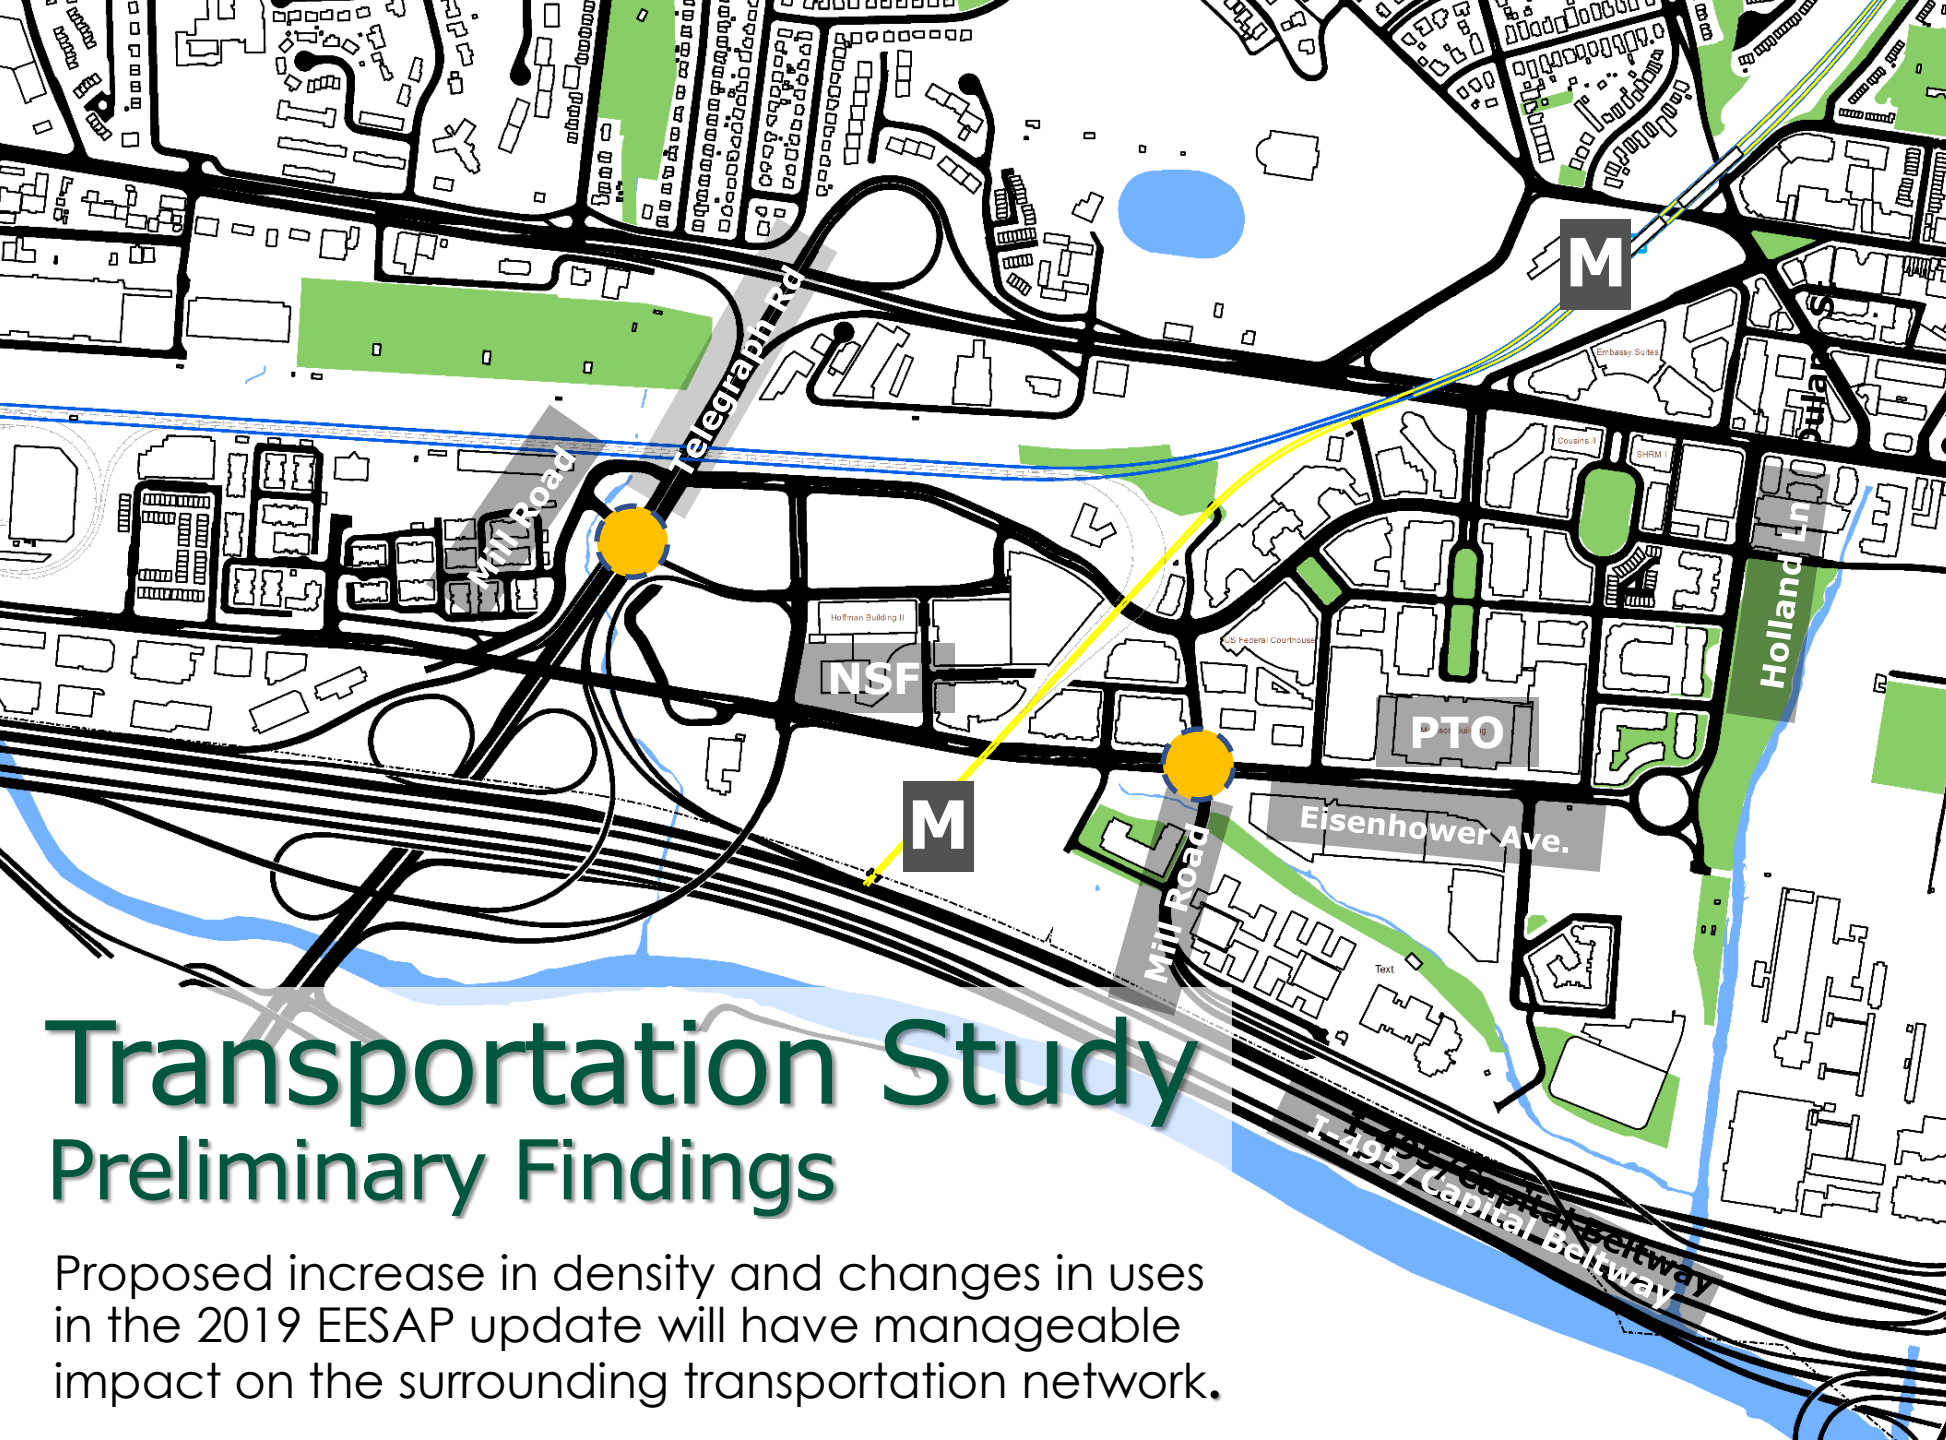 M
Telegraph Rd
Embassy Suites
Dulany St.
Cousins II
SHRM I
Mill Road
Holland Ln
Hoffman Building II
US Federal Courthouse
NSF
PTO
M
Eisenhower Ave.
Mill Road
Text
Transportation Study
Preliminary Findings
I-495/Capital Beltway
I-495/Capital Beltway
Proposed increase in density and changes in uses
in the 2019 EESAP update will have manageable
impact on the surrounding transportation network.